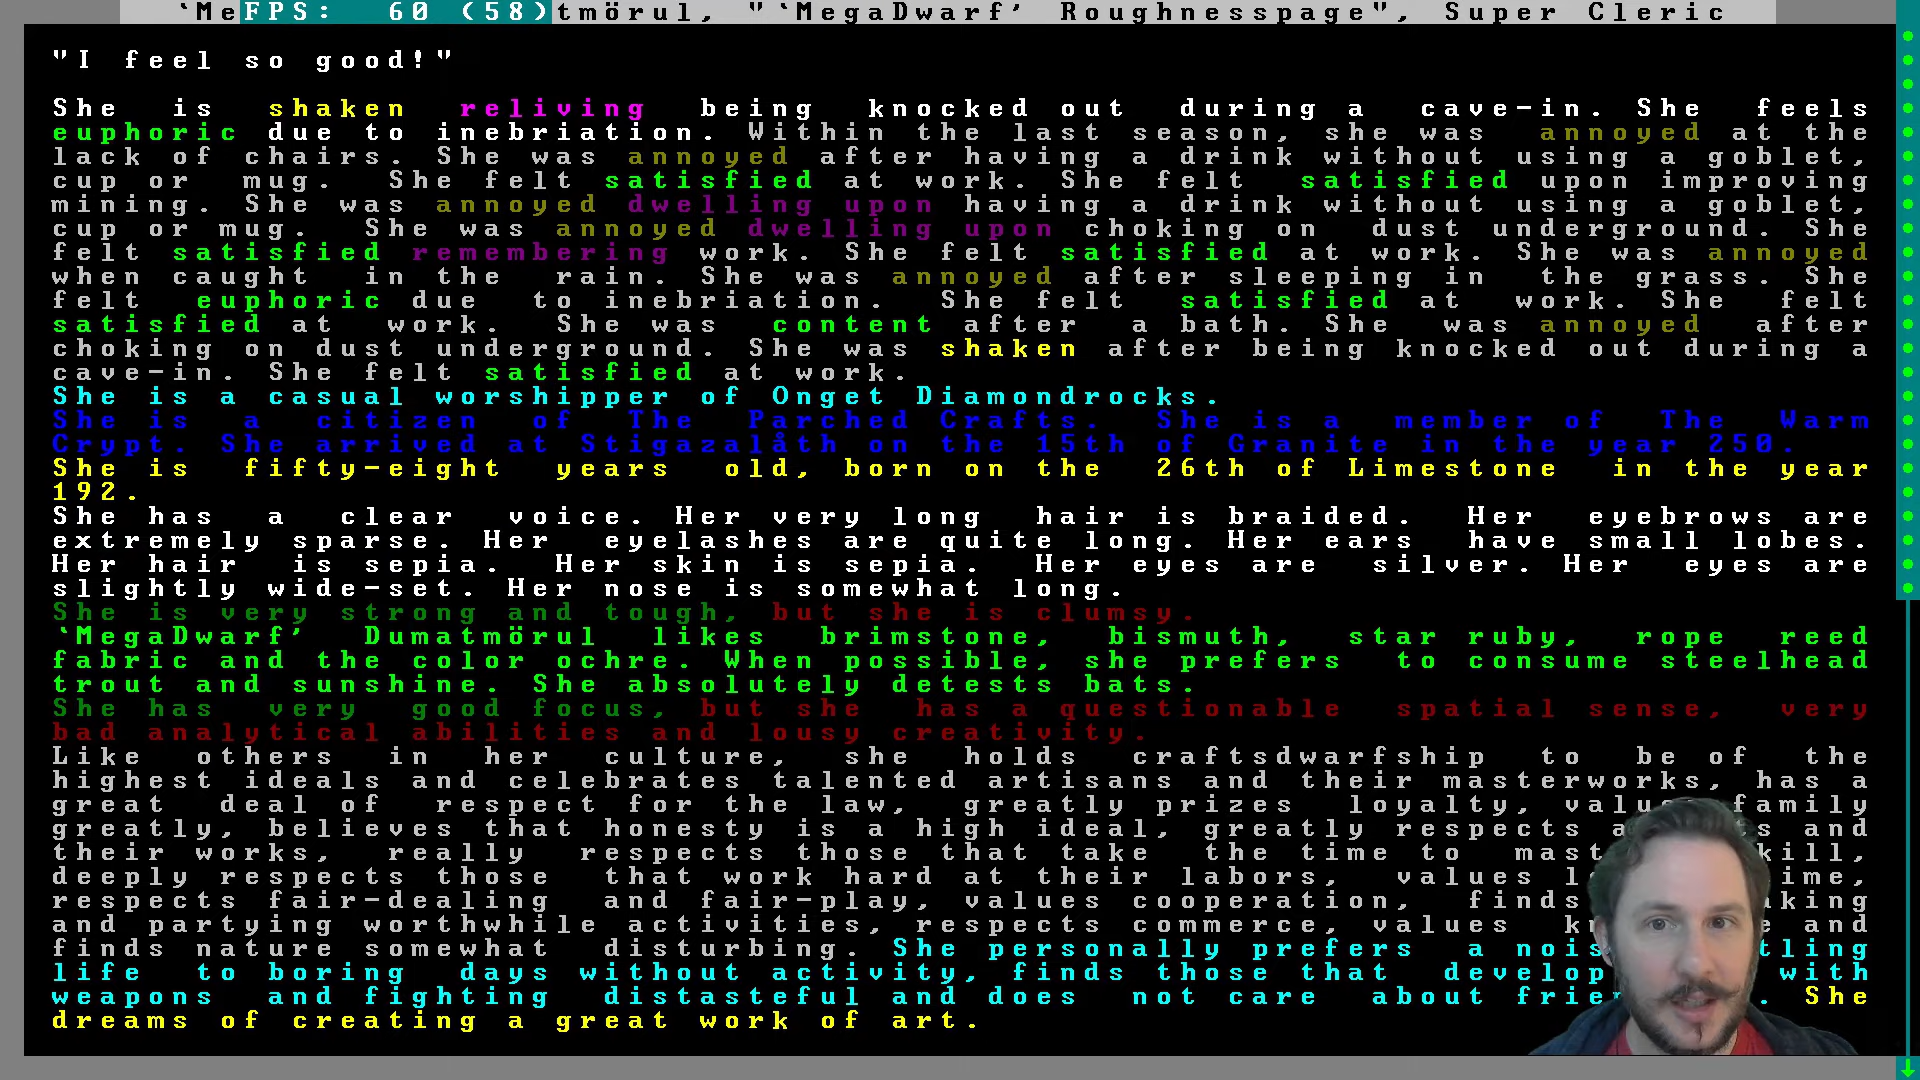 `Me FPS: 60 (58) tmörul, "`MegaDwarf' Roughnesspage", Super Cleric
"I feel so good!"
She is shaken reliving being knocked out during a cave-in. She feels
euphoric due to inebriation. Within the last season, she was annoyed at the
lack of chairs. She was annoyed after having a drink without using a goblet,
cup or mug. She felt satisfied at work. She felt satisfied upon improving
mining. She was annoyed dwelling upon having a drink without using a goblet,
cup or mug. She was annoyed dwelling upon choking on dust underground. She
felt satisfied remembering work. She felt satisfied at work. She was annoyed
when caught in the rain. She was annoyed after sleeping in the grass. She
felt euphoric due to inebriation. She felt satisfied at work. She felt
satisfied at work. She was content after a bath. She was annoyed after
choking on dust underground. She was shaken after being knocked out during a
cave-in. She felt satisfied at work.
She is a casual worshipper of Onget Diamondrocks.
She is a citizen of The Parched Crafts. She is a member of The Warm
Crypt. She arrived at Stigazalåth on the 15th of Granite in the year 250.
She is fifty-eight years old, born on the 26th of Limestone in the year
192.
She has a clear voice. Her very long hair is braided. Her eyebrows are
extremely sparse. Her eyelashes are quite long. Her ears have small lobes.
Her hair is sepia. Her skin is sepia. Her eyes are silver. Her eyes are
slightly wide-set. Her nose is somewhat long.
She is very strong and tough, but she is clumsy.
`MegaDwarf' Dumatmörul likes brimstone, bismuth, star ruby, rope reed
fabric and the color ochre. When possible, she prefers to consume steelhead
trout and sunshine. She absolutely detests bats.
She has very good focus, but she has a questionable spatial sense, very
bad analytical abilities and lousy creativity.
Like others in her culture, she holds craftsdwarfship to be of the
highest ideals and celebrates talented artisans and their masterworks, has a
great deal of respect for the law, greatly prizes loyalty, values family
greatly, believes that honesty is a high ideal, greatly respects and
their works, really respects those that take the time to skill,
deeply respects those that work hard at their labors, values
respects fair-dealing and fair-play, values cooperation, finds
and partying worthwhile activities, respects commerce, values and
finds nature somewhat disturbing. She personally prefers a
life to boring days without activity, finds those that develop with
weapons and fighting distasteful and does not care about She
dreams of creating a great work of art.